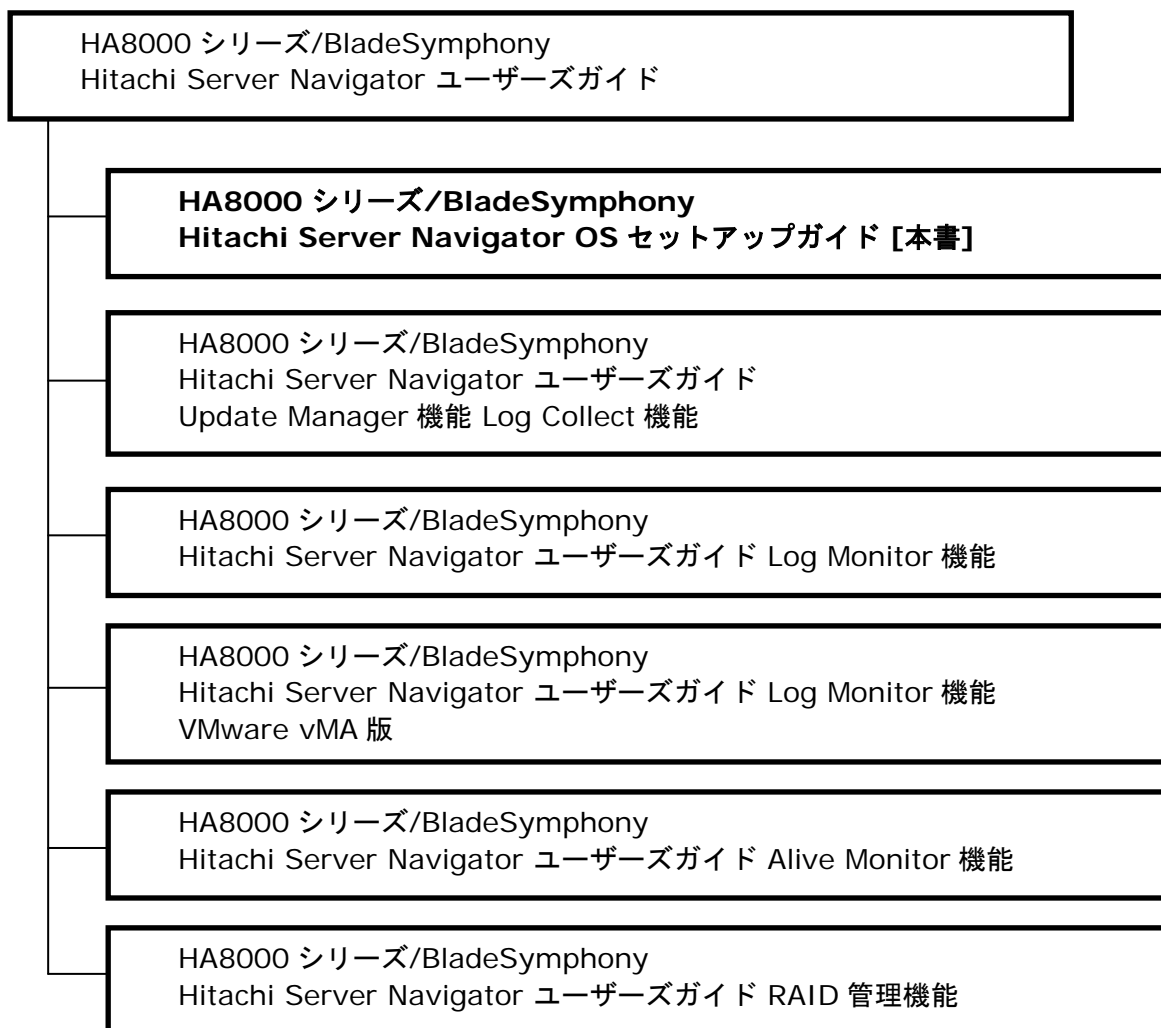 HA8000 シリーズ/BladeSymphony
Hitachi Server Navigator ユーザーズガイド
HA8000 シリーズ/BladeSymphony
Hitachi Server Navigator OS セットアップガイド [本書]
HA8000 シリーズ/BladeSymphony
Hitachi Server Navigator ユーザーズガイド
Update Manager 機能 Log Collect 機能
HA8000 シリーズ/BladeSymphony
Hitachi Server Navigator ユーザーズガイド Log Monitor 機能
HA8000 シリーズ/BladeSymphony
Hitachi Server Navigator ユーザーズガイド Log Monitor 機能
VMware vMA 版
HA8000 シリーズ/BladeSymphony
Hitachi Server Navigator ユーザーズガイド Alive Monitor 機能
HA8000 シリーズ/BladeSymphony
Hitachi Server Navigator ユーザーズガイド RAID 管理機能